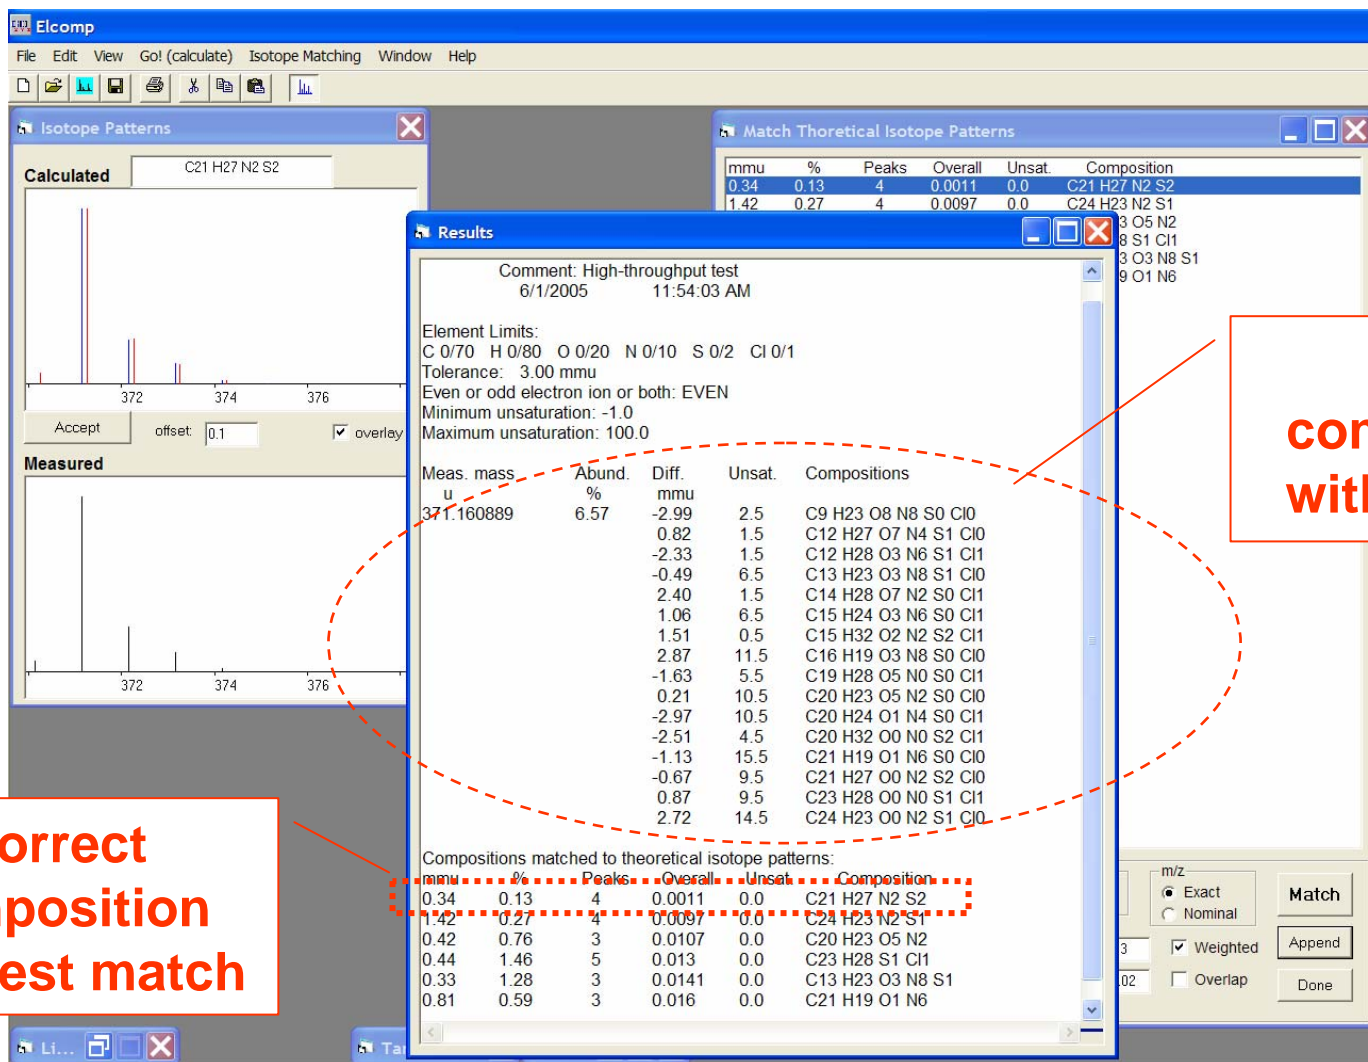 Elcomp
File Edit View Go! (calculate) Isotope Matching Window Help
Isotope Patterns
Calculated C21 H27 N2 S2
372 374 376
Accept offset: 0.1 overlay
Measured
372 374 376
Match Thoretical Isotope Patterns
mmu % Peaks Overall Unsat. Composition
0.34 0.13 4 0.0011 0.0 C21 H27 N2 S2
1.42 0.27 4 0.0097 0.0 C24 H23 N2 S1
3 O5 N2
8 S1 Cl1
3 O3 N8 S1
9 O1 N6
Results
Comment: High-throughput test
6/1/2005 11:54:03 AM
Element Limits:
C 0/70 H 0/80 O 0/20 N 0/10 S 0/2 Cl 0/1
Tolerance: 3.00 mmu
Even or odd electron ion or both: EVEN
Minimum unsaturation: -1.0
Maximum unsaturation: 100.0
Meas. mass Abund. Diff. Unsat. Compositions
u % mmu
371.160889 6.57 -2.99 2.5 C9 H23 O8 N8 S0 Cl0
0.82 1.5 C12 H27 O7 N4 S1 Cl0
-2.33 1.5 C12 H28 O3 N6 S1 Cl1
-0.49 6.5 C13 H23 O3 N8 S1 Cl0
2.40 1.5 C14 H28 O7 N2 S0 Cl1
1.06 6.5 C15 H24 O3 N6 S0 Cl1
1.51 0.5 C15 H32 O2 N2 S2 Cl1
2.87 11.5 C16 H19 O3 N8 S0 Cl0
-1.63 5.5 C19 H28 O5 N0 S0 Cl1
0.21 10.5 C20 H23 O5 N2 S0 Cl0
-2.97 10.5 C20 H24 O1 N4 S0 Cl1
-2.51 4.5 C20 H32 O0 N0 S2 Cl1
-1.13 15.5 C21 H19 O1 N6 S0 Cl0
-0.67 9.5 C21 H27 O0 N2 S2 Cl0
0.87 9.5 C23 H28 O0 N0 S1 Cl1
2.72 14.5 C24 H23 O0 N2 S1 Cl0
Compositions matched to theoretical isotope patterns:
mmu % Peaks Overall Unsat. Composition
0.34 0.13 4 0.0011 0.0 C21 H27 N2 S2
1.42 0.27 4 0.0097 0.0 C24 H23 N2 S1
0.42 0.76 3 0.0107 0.0 C20 H23 O5 N2
0.44 1.46 5 0.013 0.0 C23 H28 S1 Cl1
0.33 1.28 3 0.0141 0.0 C13 H23 O3 N8 S1
0.81 0.59 3 0.016 0.0 C21 H19 O1 N6
con
with
orrect
position
est match
m/z
Exact
Nominal
Match
3 Weighted Append
02 Overlap Done
Li...
Tar